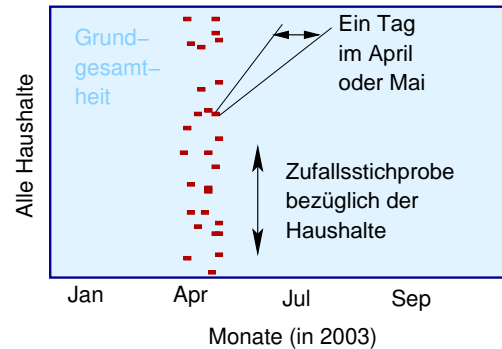 Grund–
gesamt–
heit
Ein Tag
im April
oder Mai
Alle Haushalte
Zufallsstichprobe
bezüglich der
Haushalte
Jan Apr Jul Sep
Monate (in 2003)